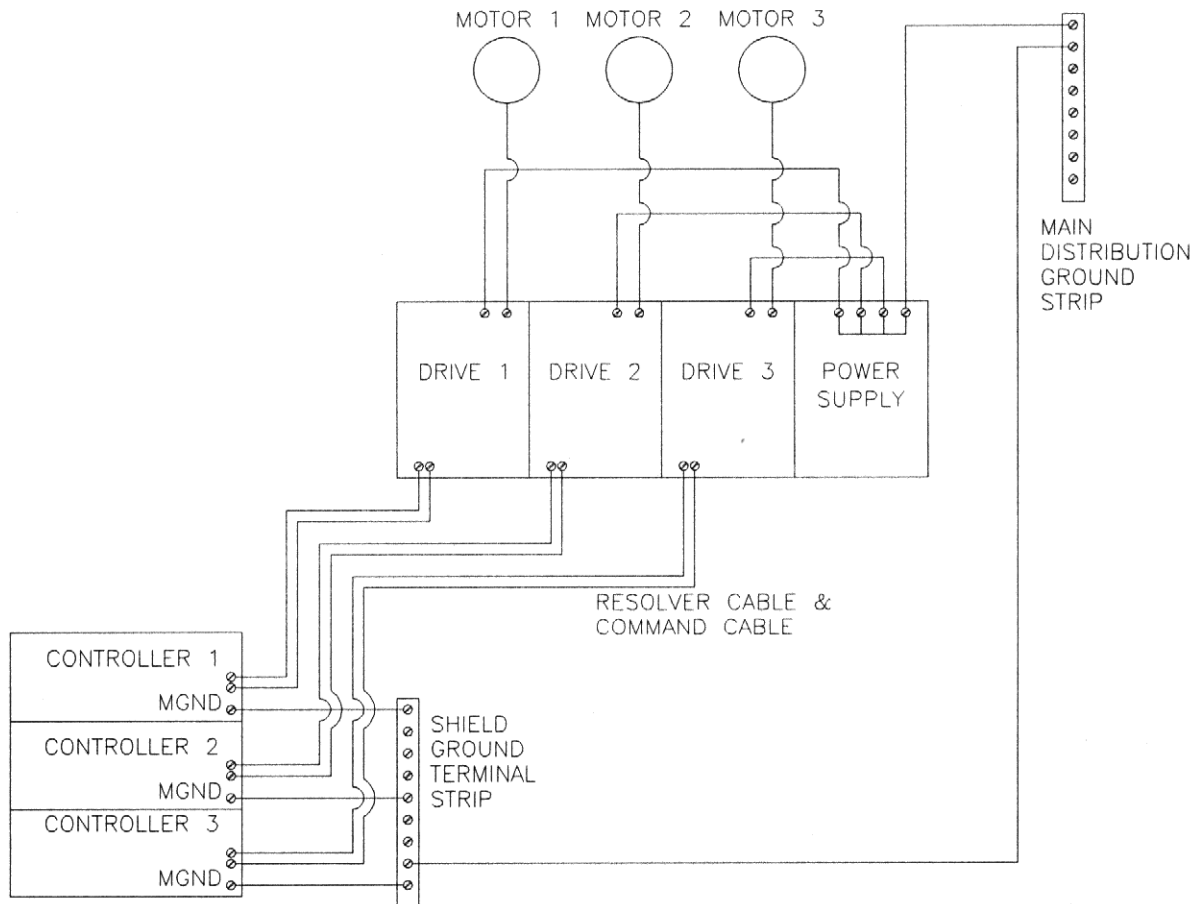 MOTOR 1
MOTOR 2
MOTOR 3
MAIN
DISTRIBUTION
GROUND
STRIP
DRIVE 1
DRIVE 2
DRIVE 3
POWER
SUPPLY
RESOLVER CABLE &
COMMAND CABLE
CONTROLLER 1
MGND
CONTROLLER 2
MGND
CONTROLLER 3
MGND
SHIELD
GROUND
TERMINAL
STRIP